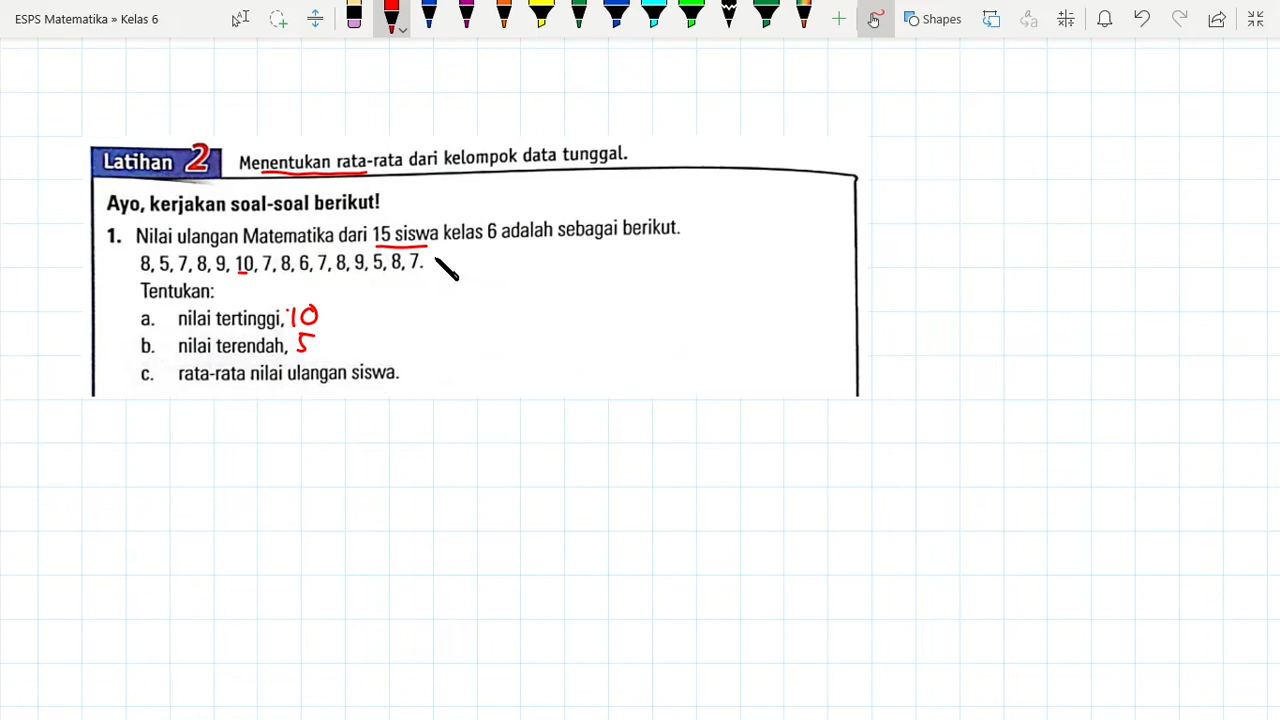 ESPS Matematika » Kelas 6
Shapes
Latihan 2 Menentukan rata-rata dari kelompok data tunggal.
Ayo, kerjakan soal-soal berikut!
1. Nilai ulangan Matematika dari 15 siswa kelas 6 adalah sebagai berikut.
8, 5, 7, 8, 9, 10, 7, 8, 6, 7, 8, 9, 5, 8, 7.
Tentukan:
a. nilai tertinggi, 10
b. nilai terendah, 5
c. rata-rata nilai ulangan siswa.